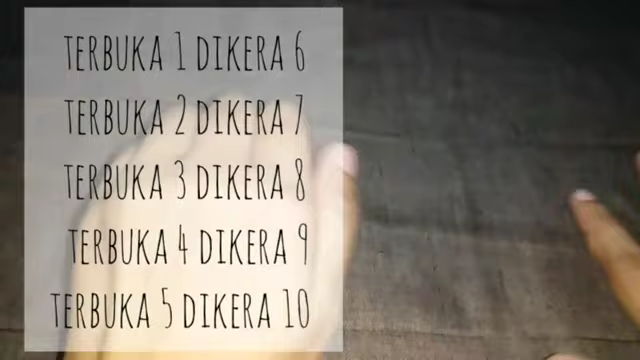 TERBUKA 1 DIKERA 6
TERBUKA 2 DIKERA 7
TERBUKA 3 DIKERA 8
TERBUKA 4 DIKERA 9
TERBUKA 5 DIKERA 10